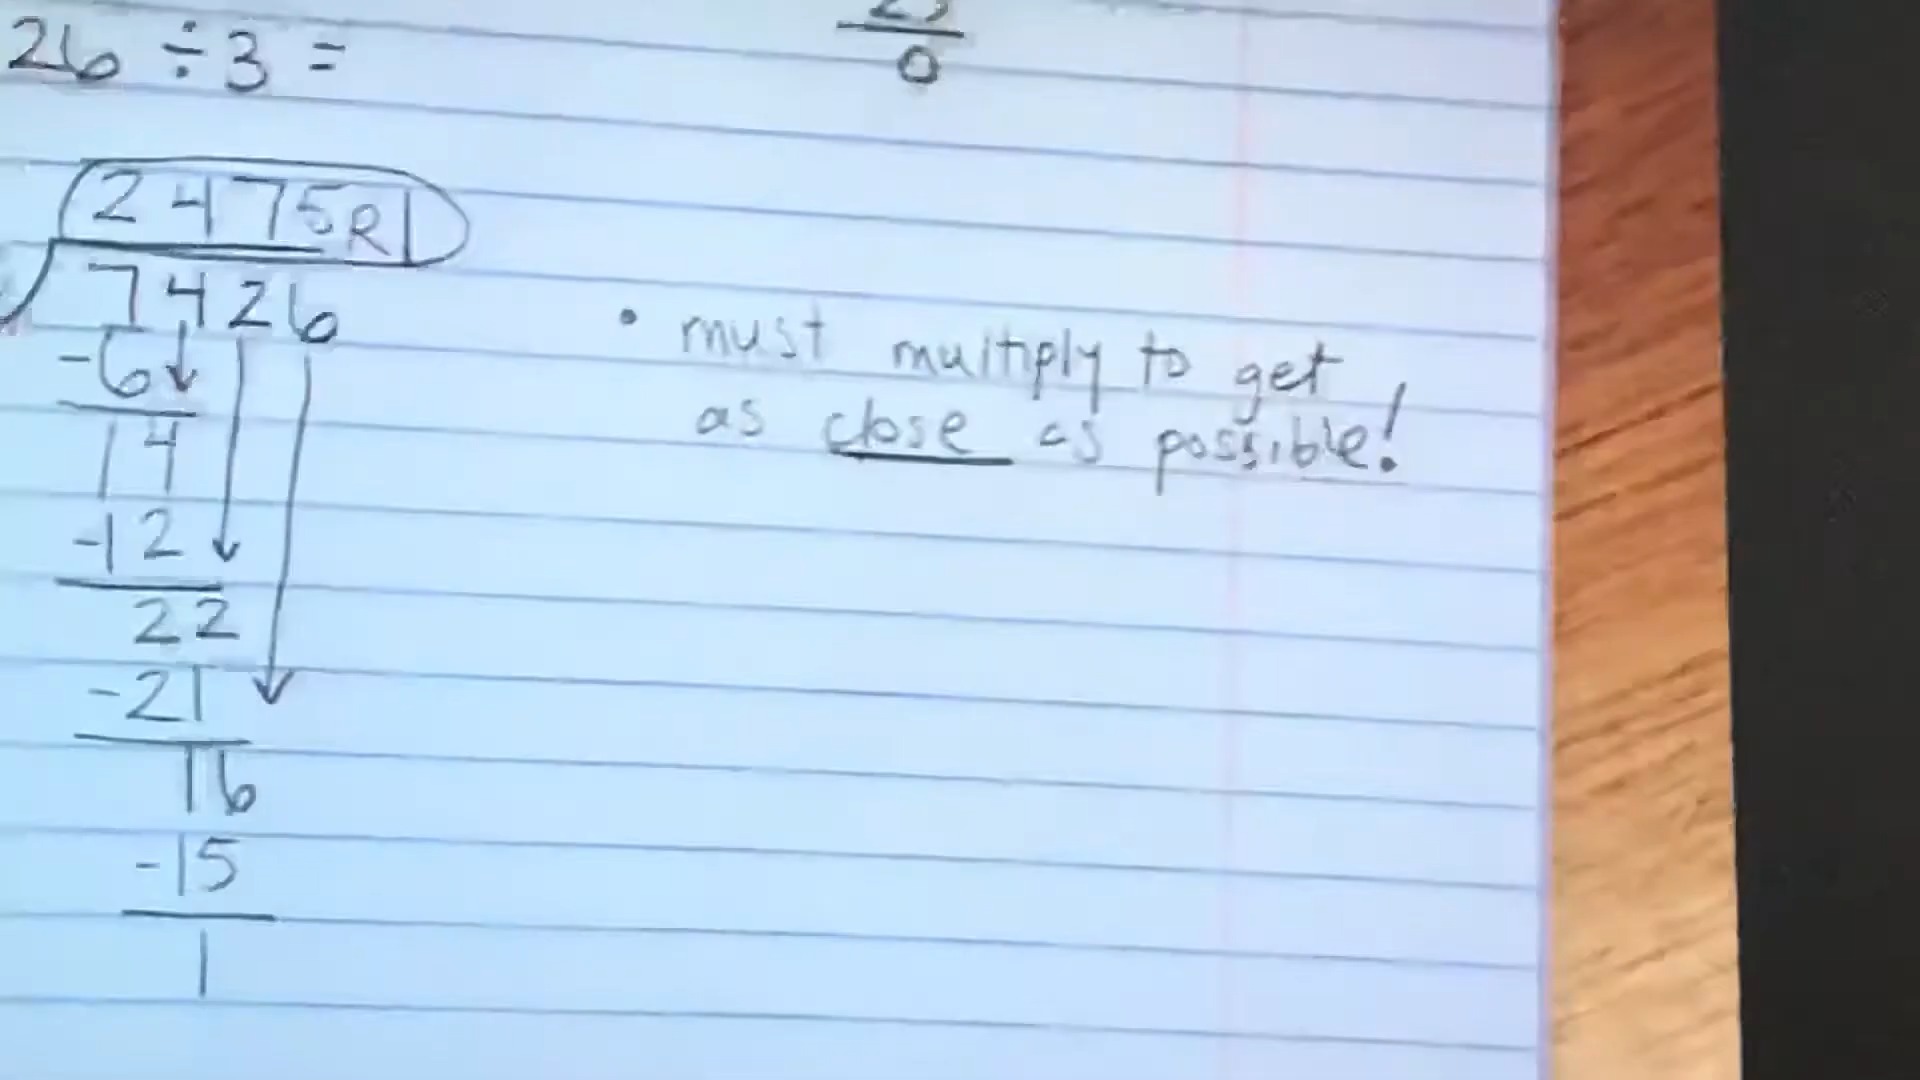 26 ÷ 3 =
0
2475R1
7426
-6
14
-12
22
-21
16
-15
1
• must multiply to get
as close as possible!